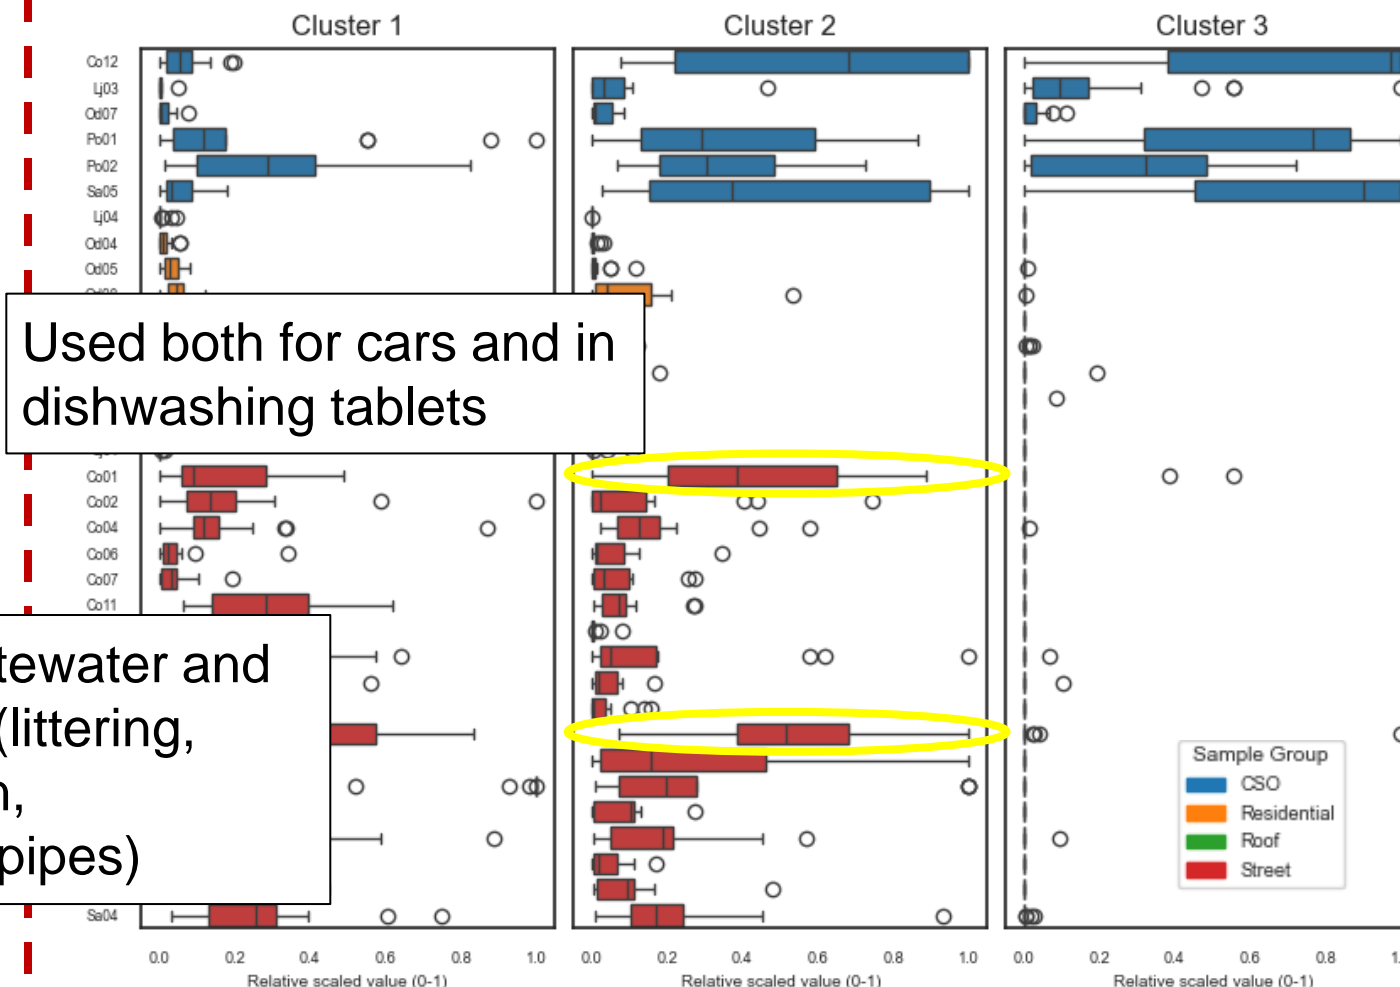 Cluster 1
Cluster 2
Cluster 3
Co12
Lj03
Od07
Po01
Po02
Sa05
Lj04
Od04
Od05
Used both for cars and in
dishwashing tablets
Co01
Co02
Co04
Co06
Co07
Co11
tewater and
(littering,
pipes)
Sa04
Sample Group
CSO
Residential
Roof
Street
0.0 0.2 0.4 0.6 0.8 1.0
0.0 0.2 0.4 0.6 0.8 1.0
0.0 0.2 0.4 0.6 0.8
Relative scaled value (0-1)
Relative scaled value (0-1)
Relative scaled value (0-1)